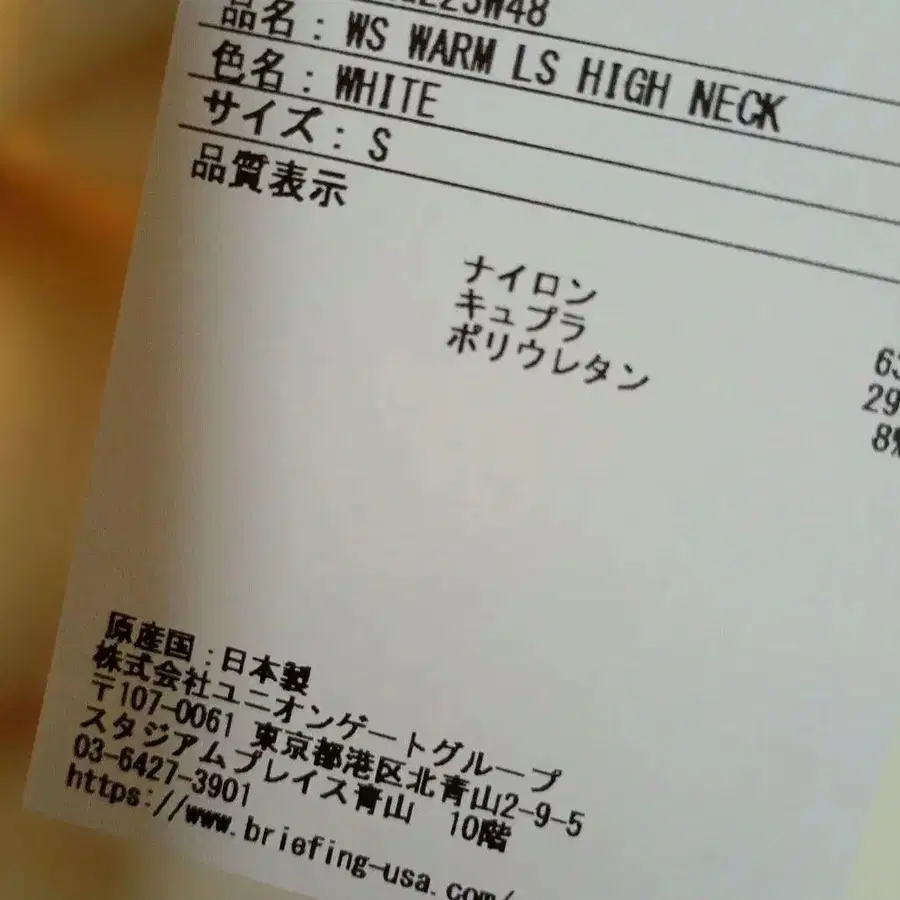 品名：WS WARM LS HIGH NECK
色名：WHITE
サイズ：S
品質表示
ナイロン
キュプラ 29
ポリウレタン 8%
原産国：日本製
株式会社ユニオンゲートグループ
〒107-0061 東京都港区北青山2-9-5
スタジアムプレイス青山 10階
03-6427-3901
https://www.briefing-usa.com/